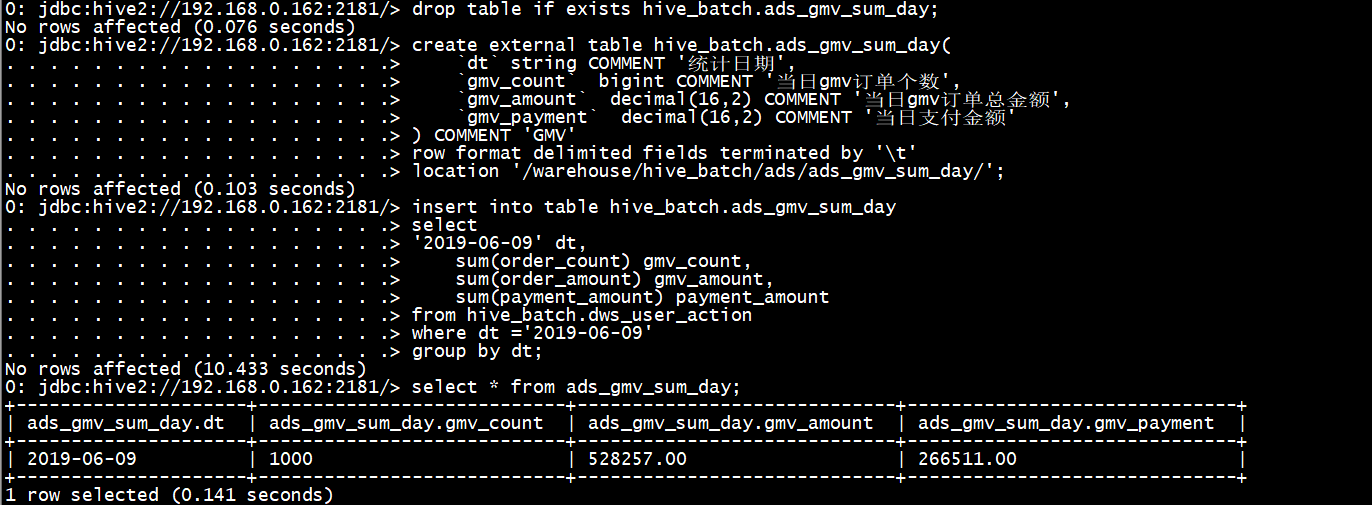 0: jdbc:hive2://192.168.0.162:2181/> drop table if exists hive_batch.ads_gmv_sum_day;
No rows affected (0.076 seconds)
0: jdbc:hive2://192.168.0.162:2181/> create external table hive_batch.ads_gmv_sum_day(
. . . . . . . . . . . . . . . . . .>     `dt` string COMMENT '统计日期',
. . . . . . . . . . . . . . . . . .>     `gmv_count`  bigint COMMENT '当日gmv订单个数',
. . . . . . . . . . . . . . . . . .>     `gmv_amount`  decimal(16,2) COMMENT '当日gmv订单总金额',
. . . . . . . . . . . . . . . . . .>     `gmv_payment`  decimal(16,2) COMMENT '当日支付金额'
. . . . . . . . . . . . . . . . . .> ) COMMENT 'GMV'
. . . . . . . . . . . . . . . . . .> row format delimited fields terminated by '\t'
. . . . . . . . . . . . . . . . . .> location '/warehouse/hive_batch/ads/ads_gmv_sum_day/';
No rows affected (0.103 seconds)
0: jdbc:hive2://192.168.0.162:2181/> insert into table hive_batch.ads_gmv_sum_day
. . . . . . . . . . . . . . . . . .> select
. . . . . . . . . . . . . . . . . .> '2019-06-09' dt,
. . . . . . . . . . . . . . . . . .>     sum(order_count) gmv_count,
. . . . . . . . . . . . . . . . . .>     sum(order_amount) gmv_amount,
. . . . . . . . . . . . . . . . . .>     sum(payment_amount) payment_amount
. . . . . . . . . . . . . . . . . .> from hive_batch.dws_user_action
. . . . . . . . . . . . . . . . . .> where dt ='2019-06-09'
. . . . . . . . . . . . . . . . . .> group by dt;
No rows affected (10.433 seconds)
0: jdbc:hive2://192.168.0.162:2181/> select * from ads_gmv_sum_day;
+---------------------+----------------------------+-----------------------------+------------------------------+
| ads_gmv_sum_day.dt  | ads_gmv_sum_day.gmv_count  | ads_gmv_sum_day.gmv_amount  | ads_gmv_sum_day.gmv_payment  |
+---------------------+----------------------------+-----------------------------+------------------------------+
| 2019-06-09          | 1000                       | 528257.00                   | 266511.00                    |
+---------------------+----------------------------+-----------------------------+------------------------------+
1 row selected (0.141 seconds)